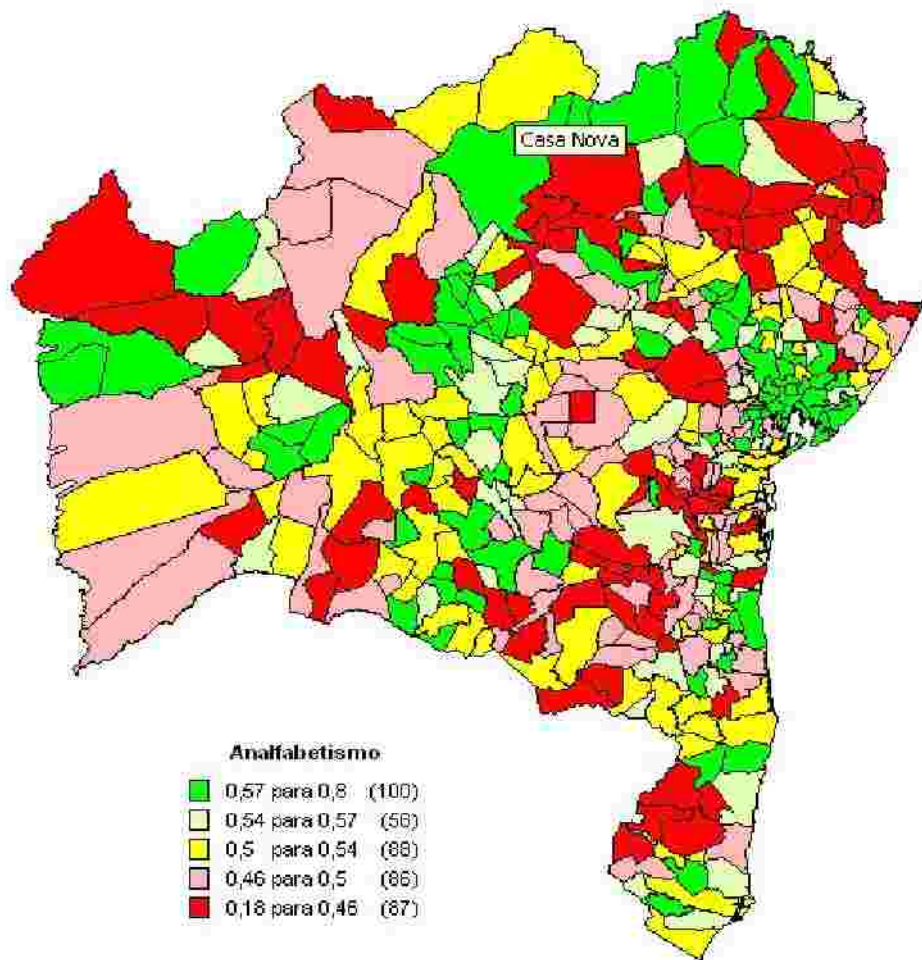 Casa Nova
Analfabetismo
0,57 para 0,8 (100)
0,54 para 0,57 (56)
0,5 para 0,54 (88)
0,46 para 0,5 (86)
0,18 para 0,46 (87)